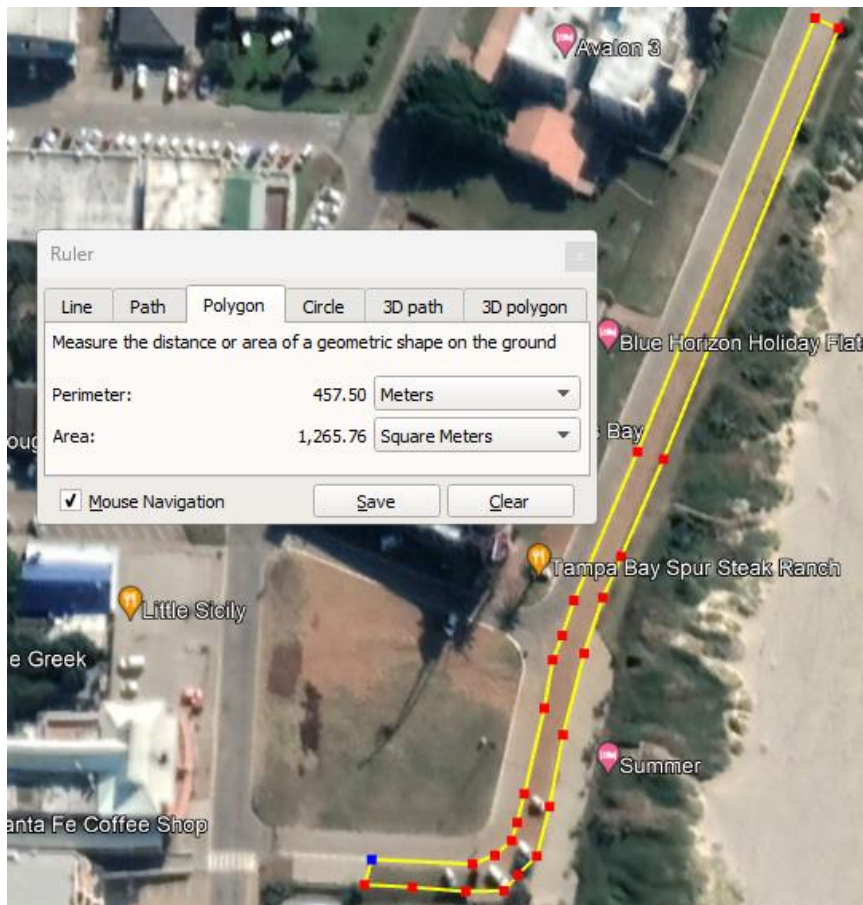 Avalon 3
Ruler
Line Path Polygon Circle 3D path 3D polygon
Measure the distance or area of a geometric shape on the ground
Blue Horizon Holiday Flat
Perimeter: 457.50 Meters
Area: 1,265.76 Square Meters
Bay
Mouse Navigation Save Clear
Tampa Bay Spur Steak Ranch
Little Sicily
e Greek
Summer
anta Fe Coffee Shop